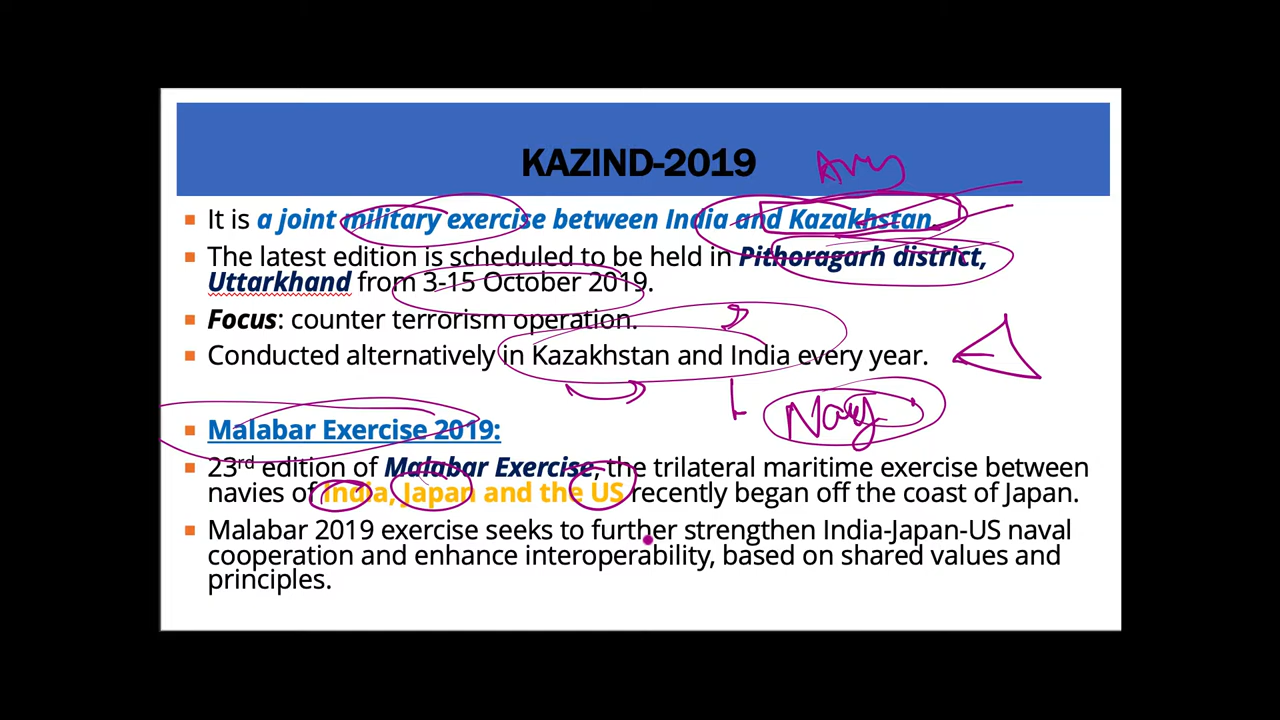 KAZIND-2019
Army
▪ It is a joint military exercise between India and Kazakhstan.
▪ The latest edition is scheduled to be held in Pithoragarh district,
Uttarkhand from 3-15 October 2019.
▪ Focus: counter terrorism operation.
▪ Conducted alternatively in Kazakhstan and India every year.
Navy
▪ Malabar Exercise 2019:
▪ 23rd edition of Malabar Exercise, the trilateral maritime exercise between
navies of India, Japan and the US recently began off the coast of Japan.
▪ Malabar 2019 exercise seeks to further strengthen India-Japan-US naval
cooperation and enhance interoperability, based on shared values and
principles.